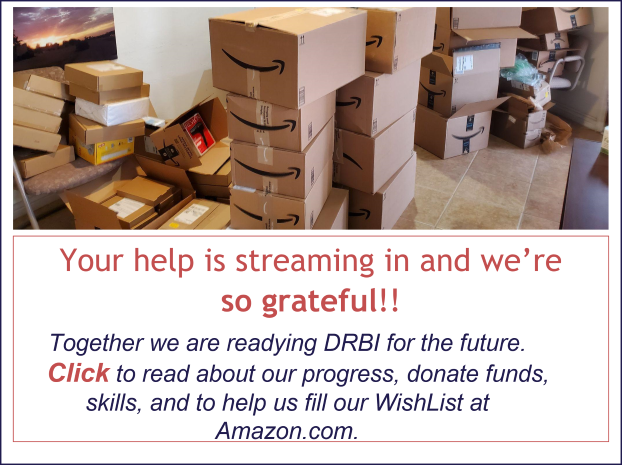 Your help is streaming in and we’re
so grateful!!
Together we are readying DRBI for the future.
Click to read about our progress, donate funds,
skills, and to help us fill our WishList at
Amazon.com.